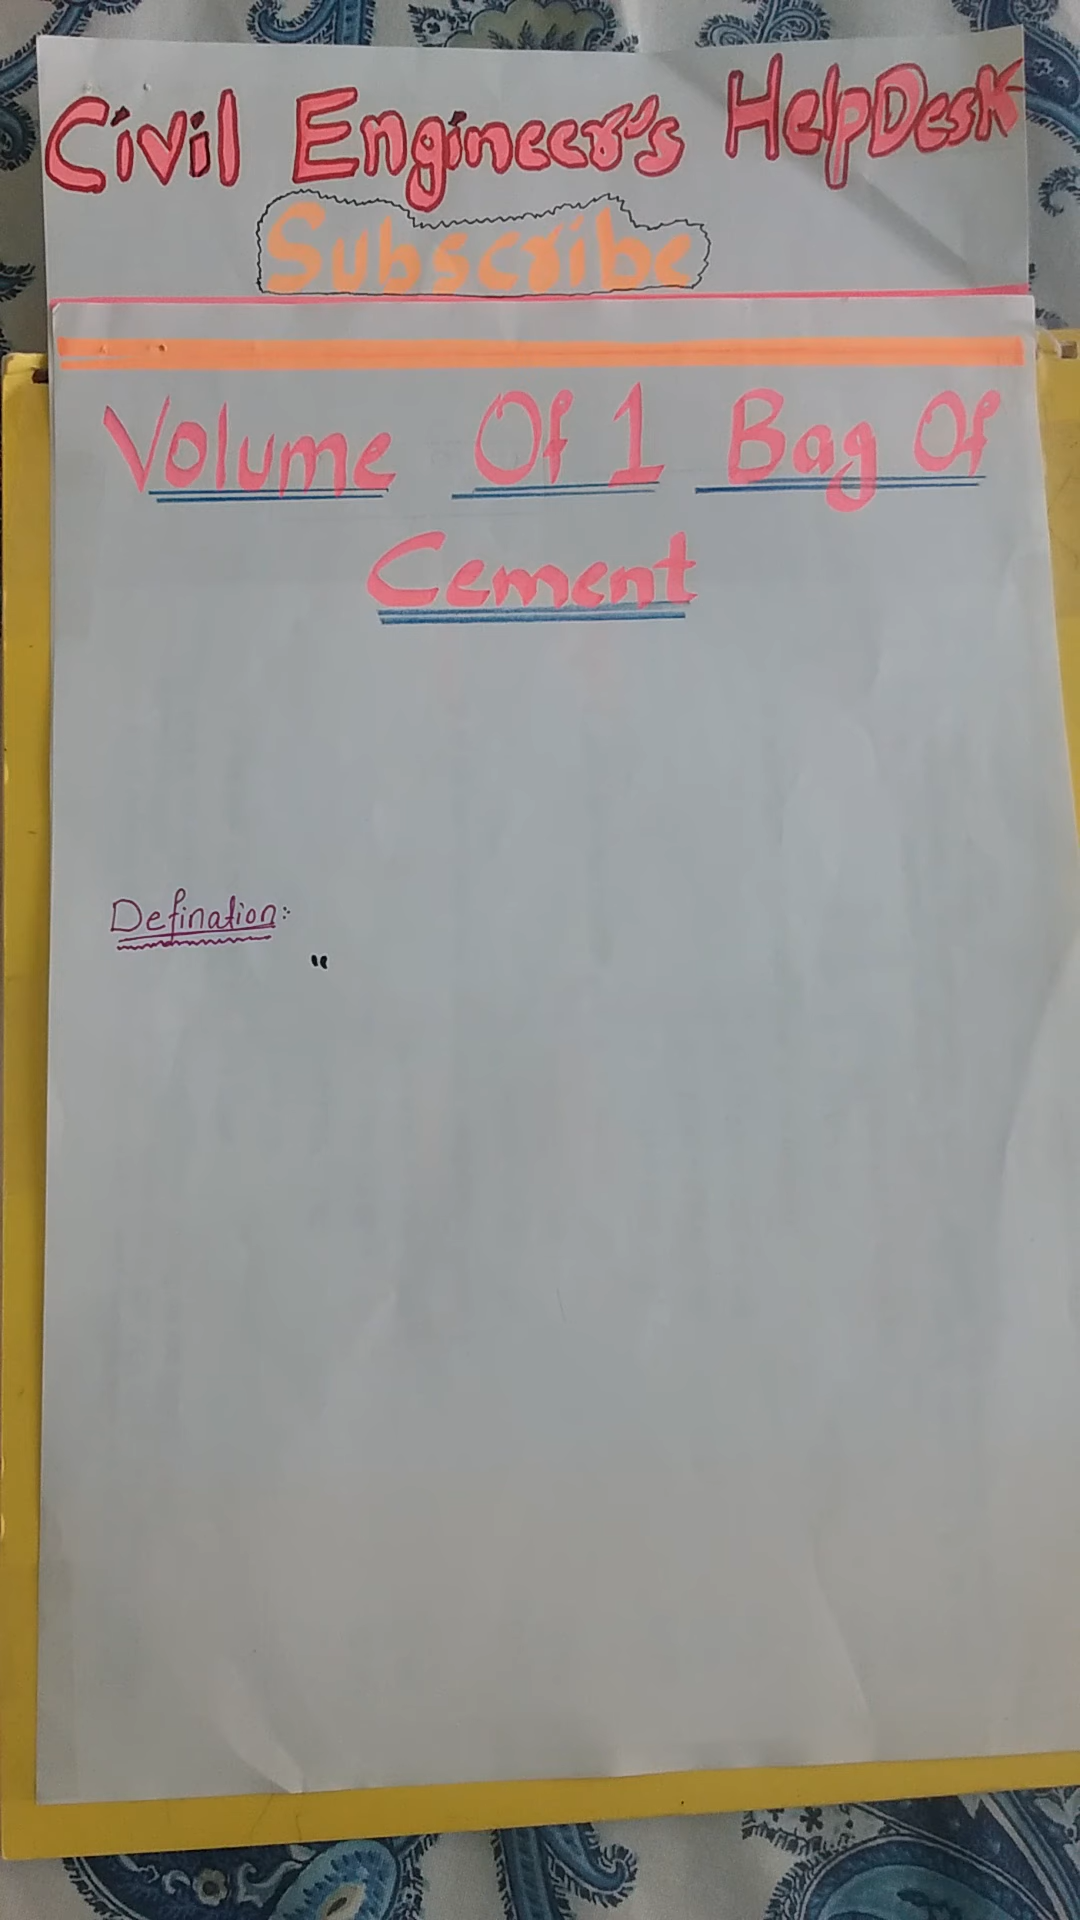 Civil Engineer's HelpDesk
Subscribe
Volume Of 1 Bag Of
Cement
Defination:
"